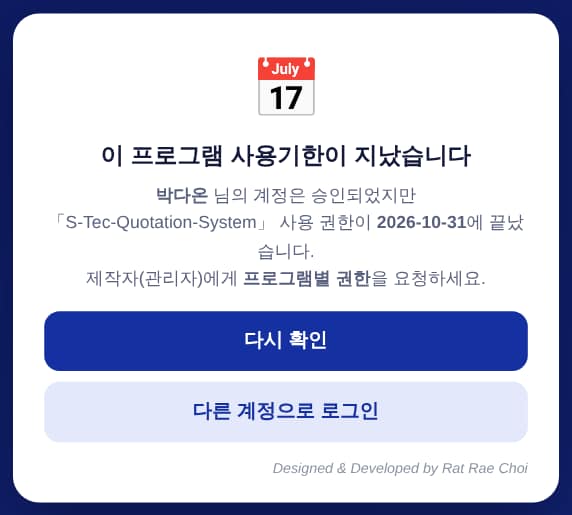 July
17
이 프로그램 사용기한이 지났습니다
박다온 님의 계정은 승인되었지만
「S-Tec-Quotation-System」 사용 권한이 2026-10-31에 끝났
습니다.
제작자(관리자)에게 프로그램별 권한을 요청하세요.
다시 확인
다른 계정으로 로그인
Designed & Developed by Rat Rae Choi